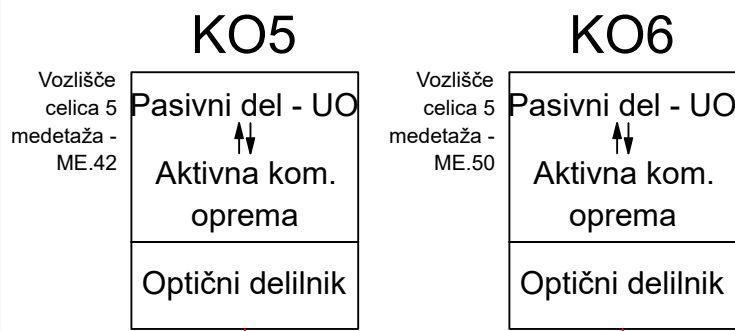 KO5
Vozlišče
celica 5
medetaža -
ME.42
Pasivni del - UO
Aktivna kom.
oprema
Optični delilnik
KO6
Vozlišče
celica 5
medetaža -
ME.50
Pasivni del - UO
Aktivna kom.
oprema
Optični delilnik